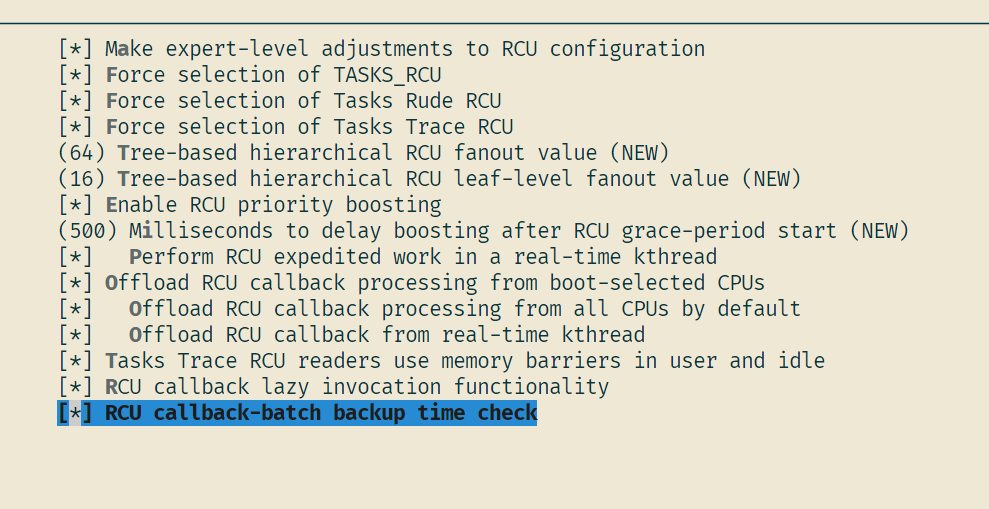 [*] Make expert-level adjustments to RCU configuration
[*] Force selection of TASKS_RCU
[*] Force selection of Tasks Rude RCU
[*] Force selection of Tasks Trace RCU
(64) Tree-based hierarchical RCU fanout value (NEW)
(16) Tree-based hierarchical RCU leaf-level fanout value (NEW)
[*] Enable RCU priority boosting
(500) Milliseconds to delay boosting after RCU grace-period start (NEW)
[*]   Perform RCU expedited work in a real-time kthread
[*] Offload RCU callback processing from boot-selected CPUs
[*]   Offload RCU callback processing from all CPUs by default
[*]   Offload RCU callback from real-time kthread
[*] Tasks Trace RCU readers use memory barriers in user and idle
[*] RCU callback lazy invocation functionality
[*] RCU callback-batch backup time check